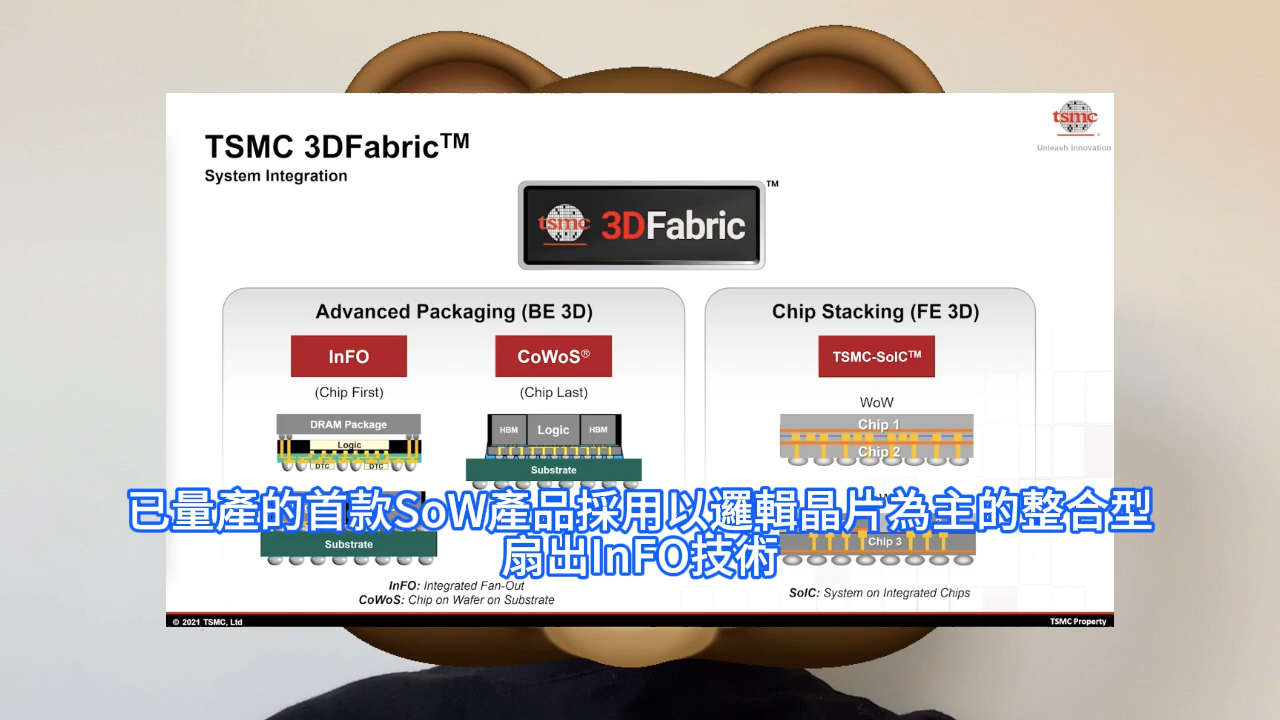 TSMC 3DFabric™
System Integration
tsmc
Unleash Innovation
tsmc 3DFabric
TM
Advanced Packaging (BE 3D)
InFO
(Chip First)
DRAM Package
Logic
DTC
DTC
Substrate
CoWoS®
(Chip Last)
HBM
Logic
HBM
Substrate
Chip Stacking (FE 3D)
TSMC-SoIC™
WoW
Chip 1
Chip 2
Chip 3
已量產的首款SoW產品採用以邏輯晶片為主的整合型
扇出InFO技術
InFO: Integrated Fan-Out
CoWoS: Chip on Wafer on Substrate
SoIC: System on Integrated Chips
© 2021 TSMC, Ltd
TSMC Property